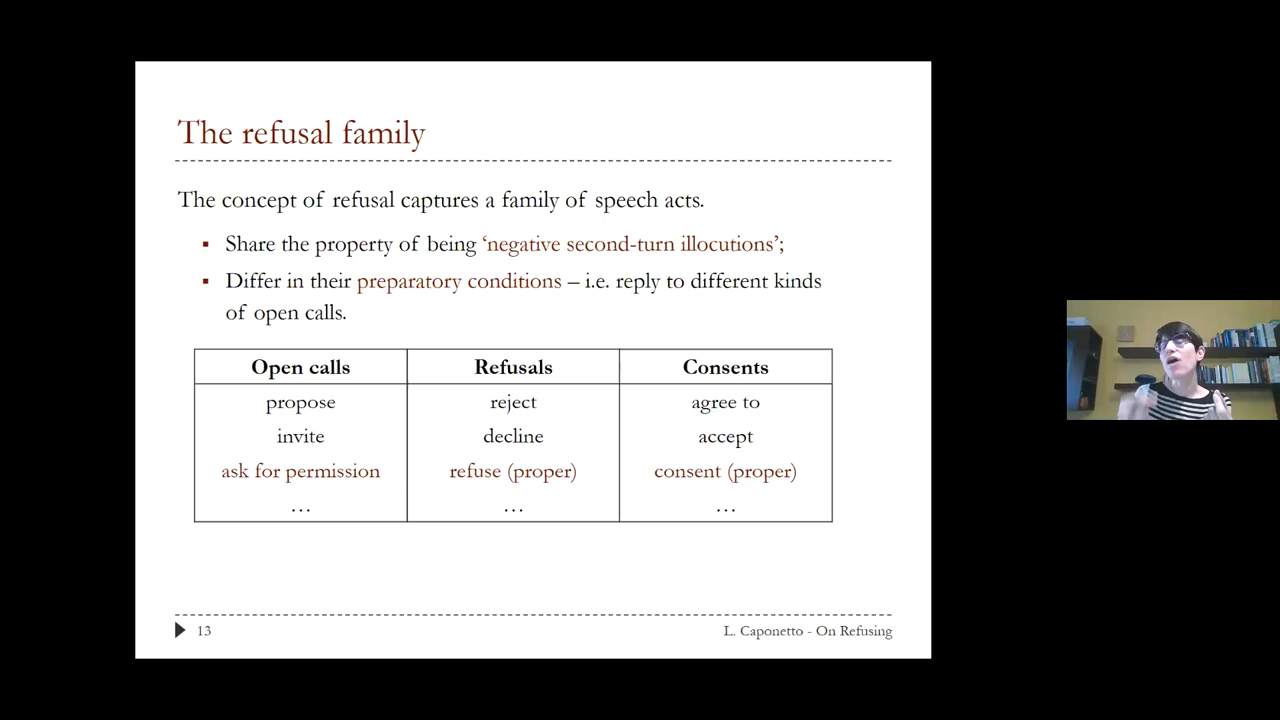 The refusal family
The concept of refusal captures a family of speech acts.
▪ Share the property of being ‘negative second-turn illocutions’;
▪ Differ in their preparatory conditions – i.e. reply to different kinds
of open calls.
Open calls Refusals Consents
propose reject agree to
invite decline accept
ask for permission refuse (proper) consent (proper)
… … …
13 L. Caponetto - On Refusing